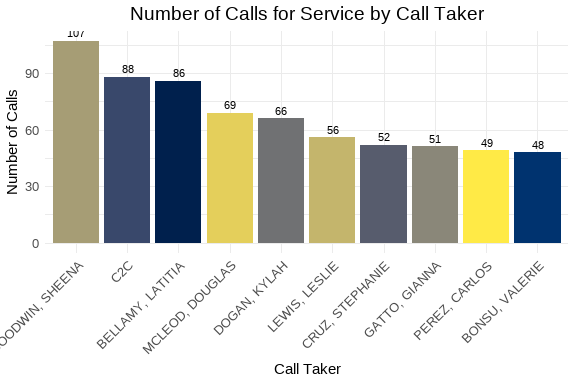 Number of Calls for Service by Call Taker
Number of Calls
107
88
86
69
66
56
52
51
49
48
90
60
30
0
OODWIN, SHEENA
C2C
BELLAMY, LATITIA
MCLEOD, DOUGLAS
DOGAN, KYLAH
LEWIS, LESLIE
CRUZ, STEPHANIE
GATTO, GIANNA
PEREZ, CARLOS
BONSU, VALERIE
Call Taker